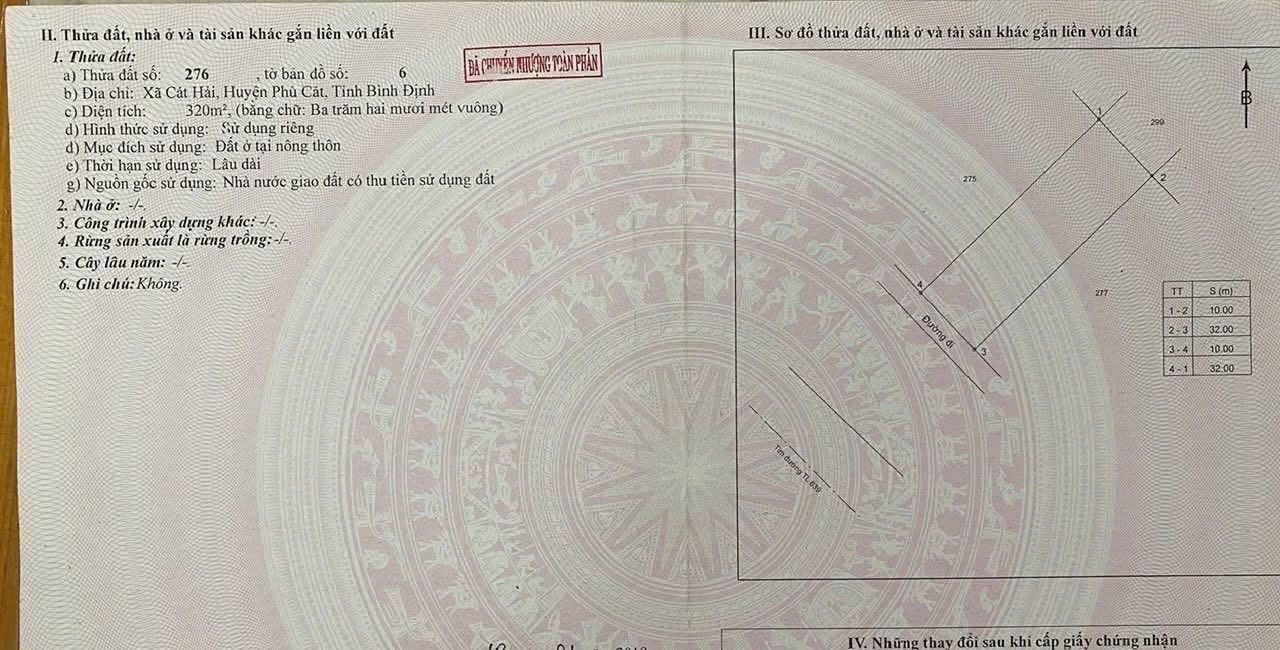 II. Thửa đất, nhà ở và tài sản khác gắn liền với đất
1. Thửa đất:
a) Thửa đất số: 276 , tờ bản đồ số: 6
b) Địa chỉ: Xã Cát Hải, Huyện Phù Cát, Tỉnh Bình Định
c) Diện tích: 320m², (bằng chữ: Ba trăm hai mươi mét vuông)
d) Hình thức sử dụng: Sử dụng riêng
đ) Mục đích sử dụng: Đất ở tại nông thôn
e) Thời hạn sử dụng: Lâu dài
g) Nguồn gốc sử dụng: Nhà nước giao đất có thu tiền sử dụng đất
2. Nhà ở: -/-.
3. Công trình xây dựng khác: -/-.
4. Rừng sản xuất là rừng trồng: -/-.
5. Cây lâu năm: -/-.
6. Ghi chú: Không.
ĐÃ CHUYỂN NHƯỢNG TOÀN PHẦN
III. Sơ đồ thửa đất, nhà ở và tài sản khác gắn liền với đất
B
1
299
2
275
4
277
Đường đi
3
Tim đường TL 639
TT S (m)
1 - 2 10.00
2 - 3 32.00
3 - 4 10.00
4 - 1 32.00
IV. Những thay đổi sau khi cấp giấy chứng nhận